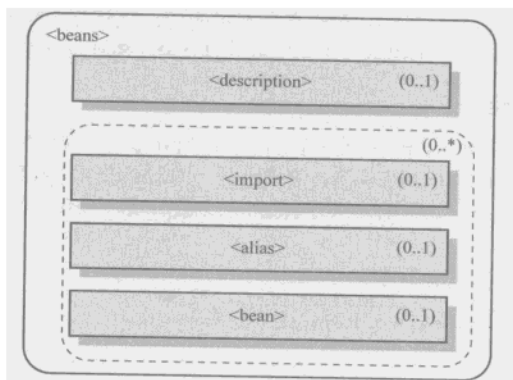 <beans>
<description> (0..1)
(0..*)
<import> (0..1)
<alias> (0..1)
<bean> (0..1)